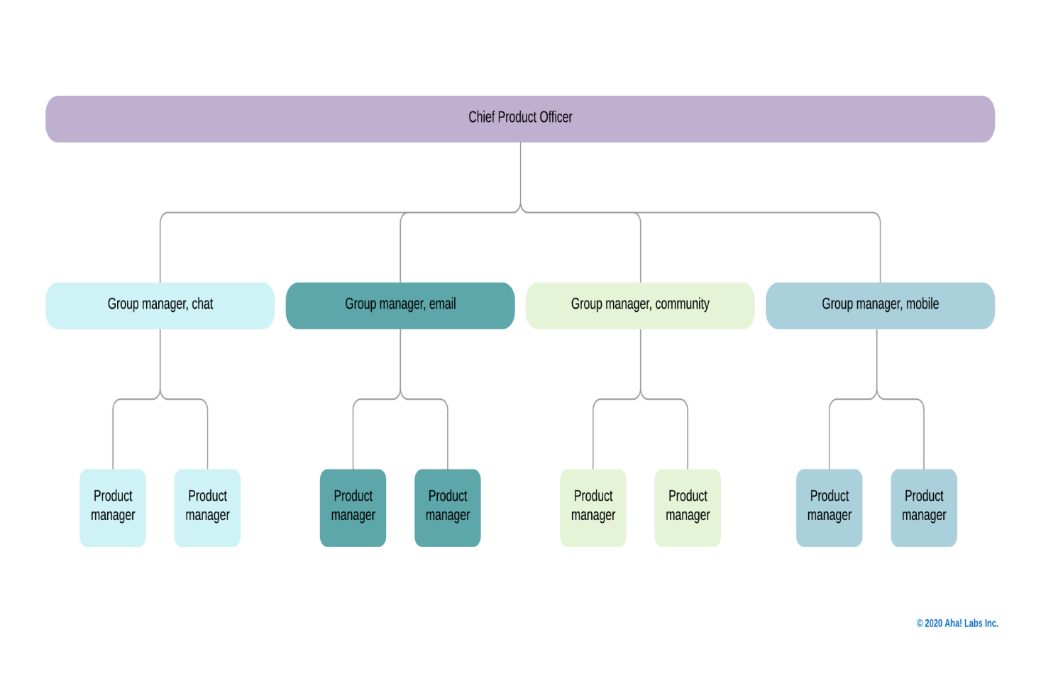 Chief Product Officer
Group manager, chat
Group manager, email
Group manager, community
Group manager, mobile
Product
manager
Product
manager
Product
manager
Product
manager
Product
manager
Product
manager
Product
manager
Product
manager
© 2020 Aha! Labs Inc.